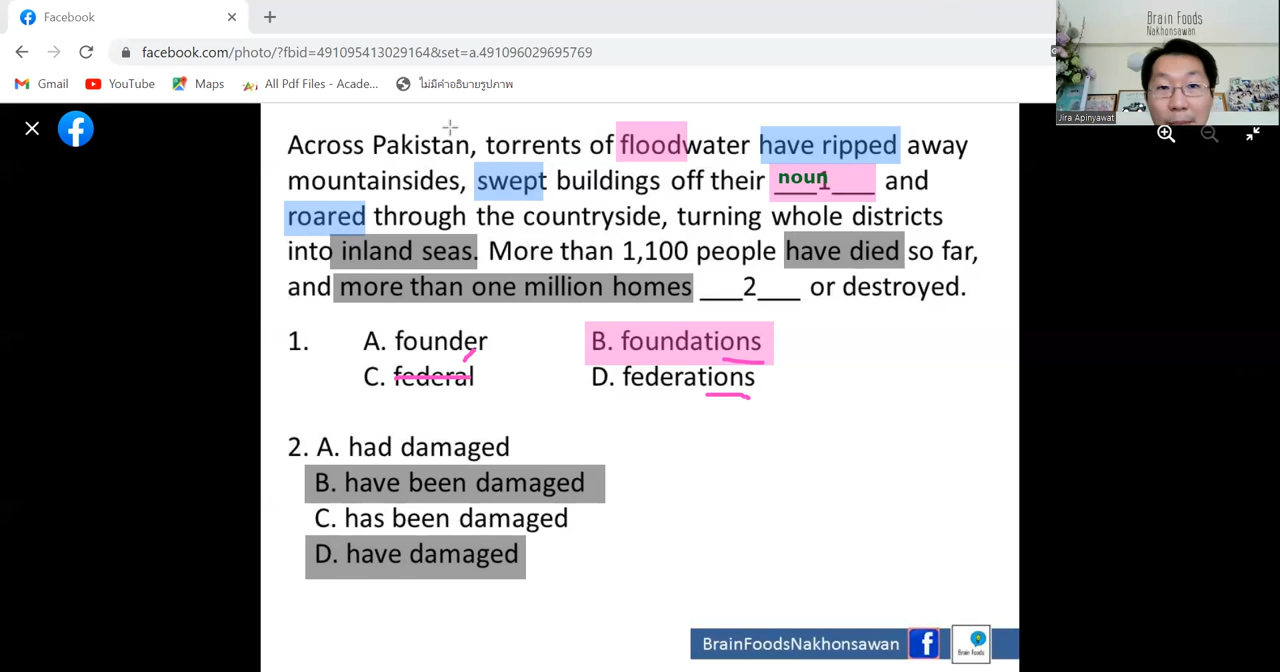 Facebook
facebook.com/photo/?fbid=491095413029164&set=a.491096029695769
Gmail YouTube Maps All Pdf Files - Acade... ไม่มีคำอธิบายรูปภาพ
Brain Foods
Nakhonsawan
Jira Apinyawat
Across Pakistan, torrents of floodwater have ripped away
mountainsides, swept buildings off their ___noun1___ and
roared through the countryside, turning whole districts
into inland seas. More than 1,100 people have died so far,
and more than one million homes ___2___ or destroyed.
1. A. founder B. foundations
C. federal D. federations
2. A. had damaged
B. have been damaged
C. has been damaged
D. have damaged
BrainFoodsNakhonsawan
Brain Foods